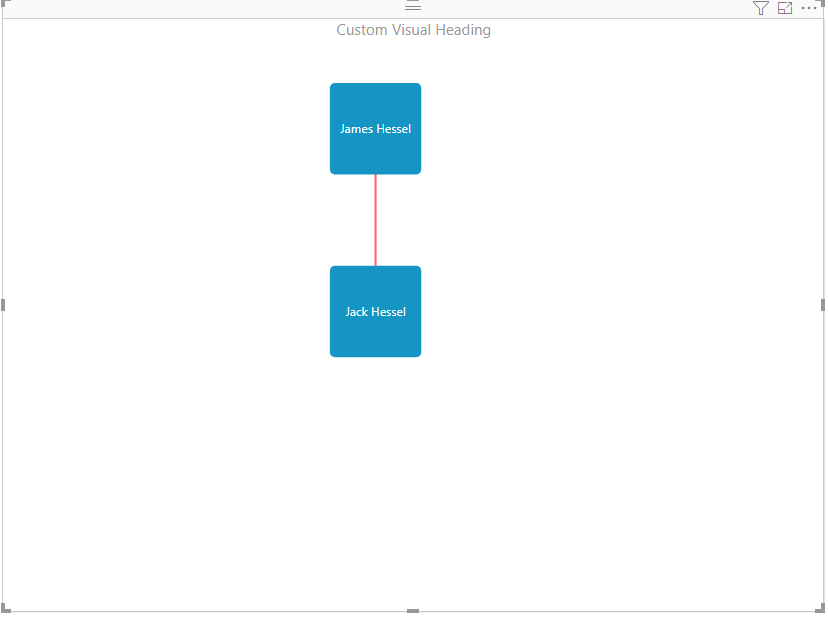 Custom Visual Heading
James Hessel
Jack Hessel